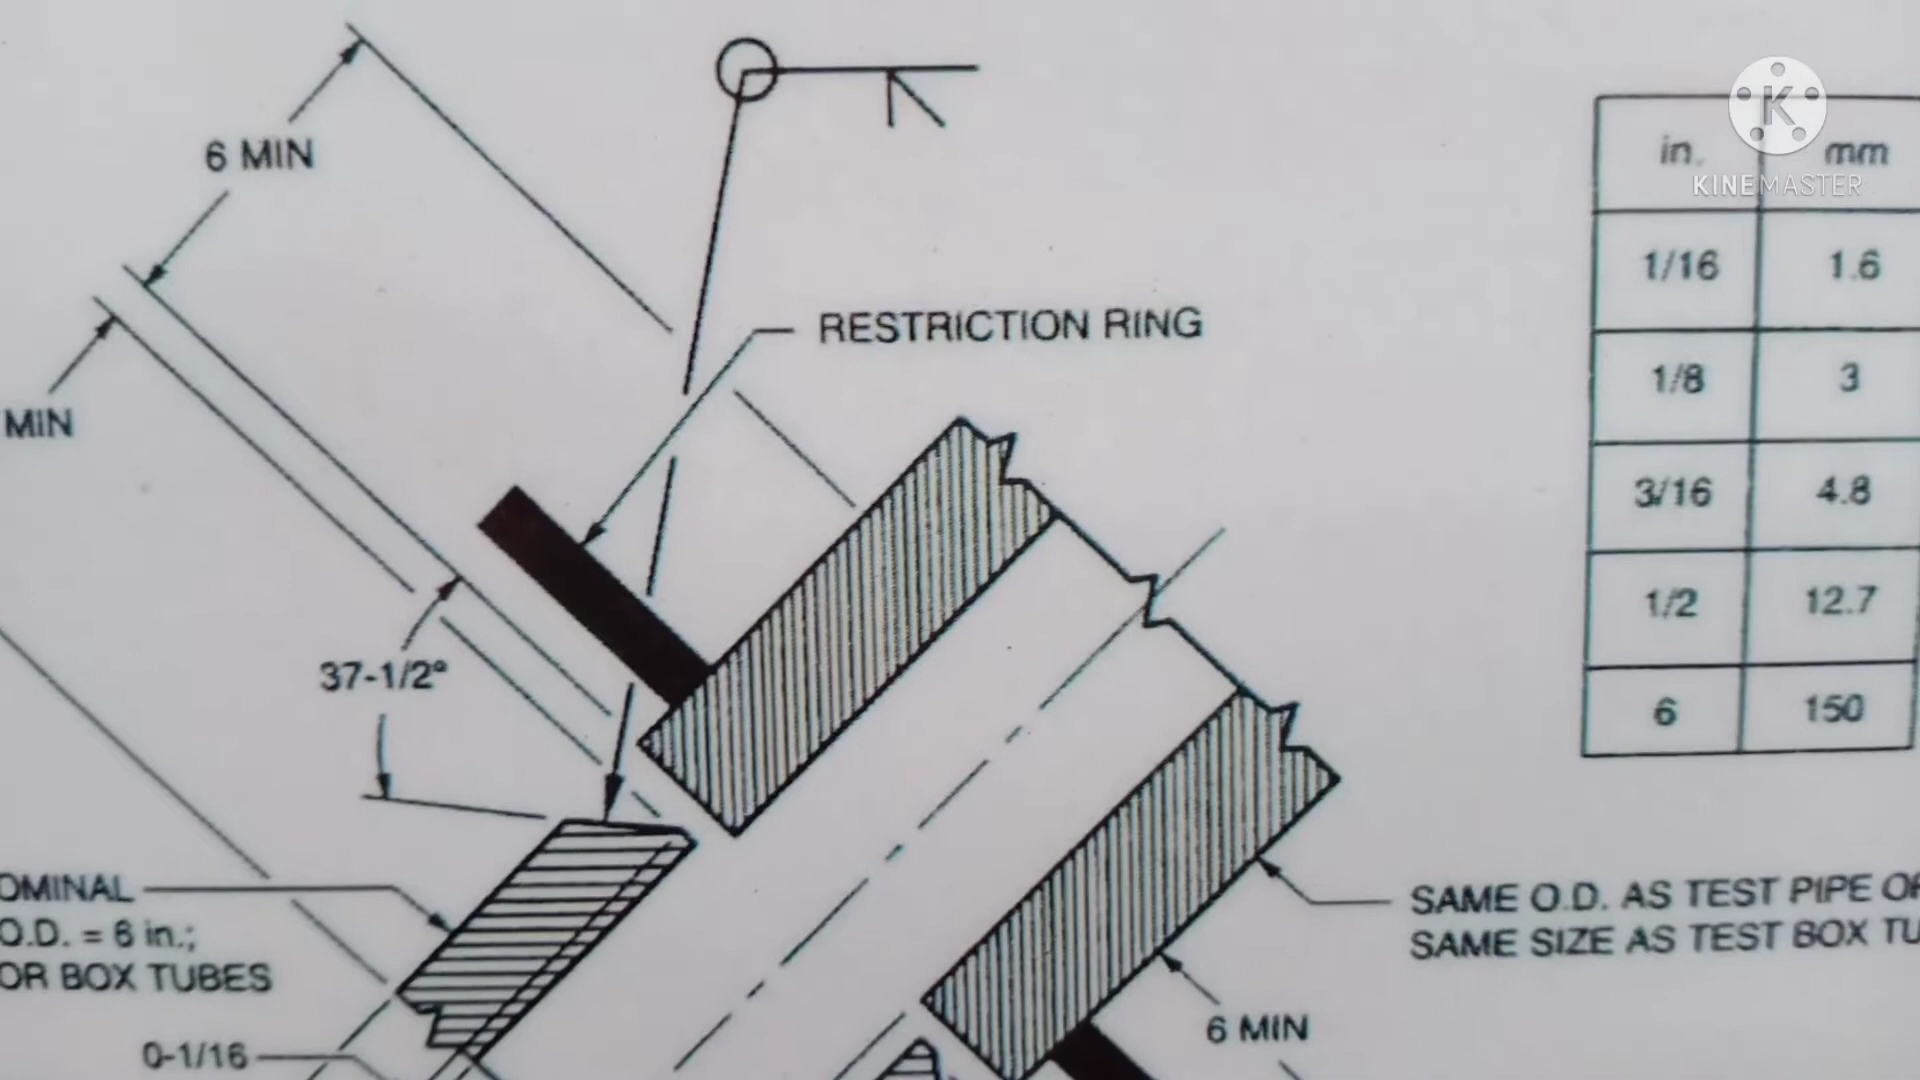 6 MIN
in. mm
KINEMASTER
1/16 1.6
RESTRICTION RING
1/8 3
MIN
3/16 4.8
1/2 12.7
37-1/2°
6 150
OMINAL
O.D. = 6 in.;
OR BOX TUBES
SAME O.D. AS TEST PIPE OR
SAME SIZE AS TEST BOX TU
6 MIN
0-1/16